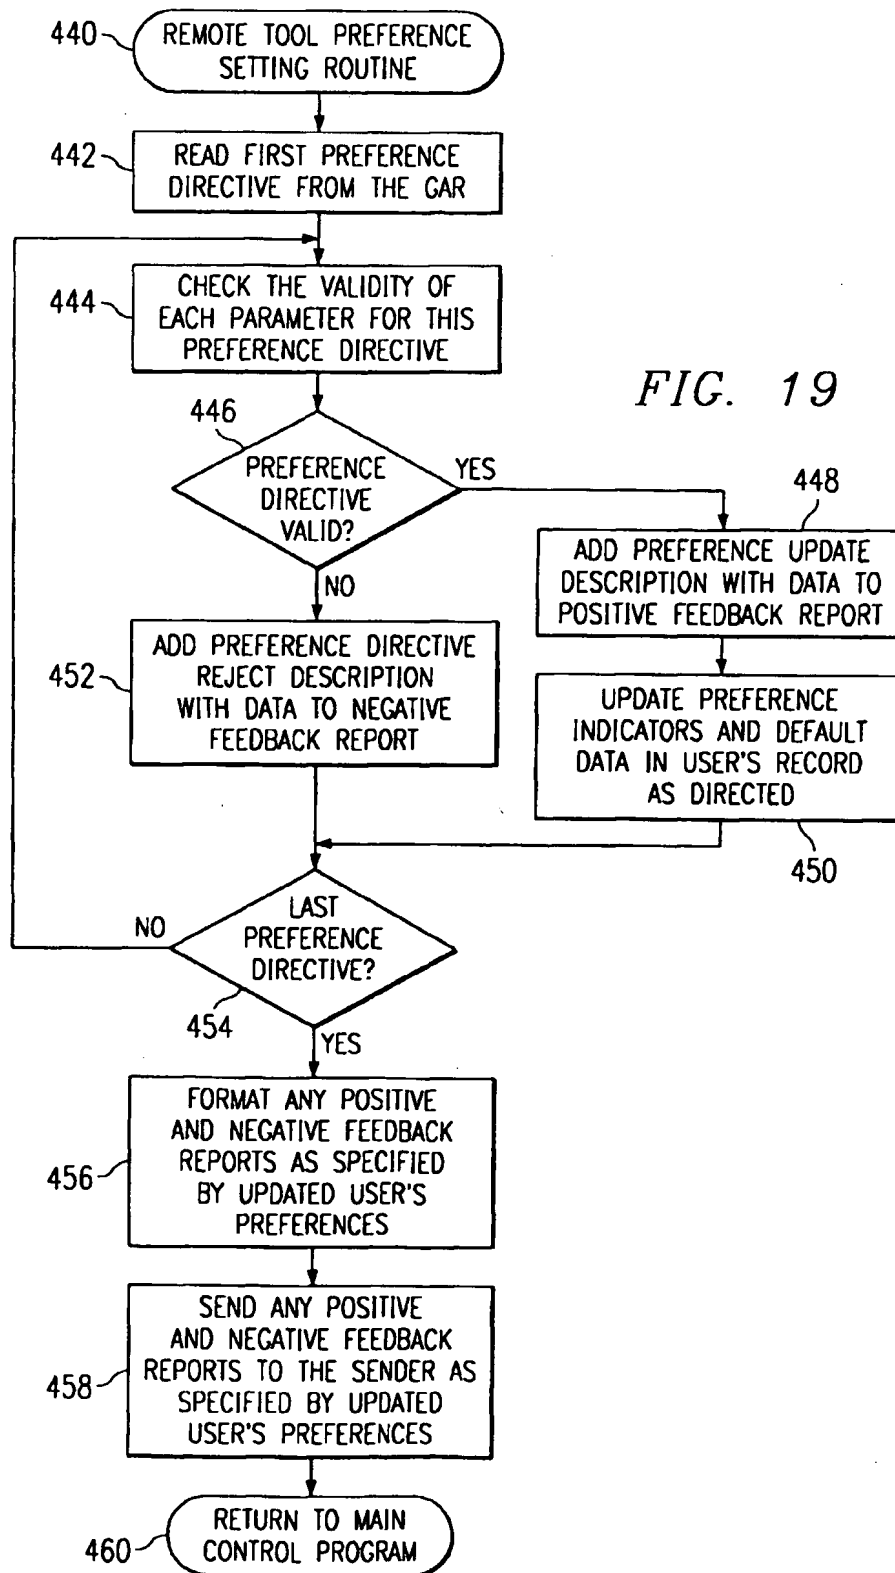 440
REMOTE TOOL PREFERENCE
SETTING ROUTINE
442
READ FIRST PREFERENCE
DIRECTIVE FROM THE GAR
444
CHECK THE VALIDITY OF
EACH PARAMETER FOR THIS
PREFERENCE DIRECTIVE
FIG. 19
446
PREFERENCE
DIRECTIVE
VALID?
YES
NO
448
ADD PREFERENCE UPDATE
DESCRIPTION WITH DATA TO
POSITIVE FEEDBACK REPORT
452
ADD PREFERENCE DIRECTIVE
REJECT DESCRIPTION
WITH DATA TO NEGATIVE
FEEDBACK REPORT
UPDATE PREFERENCE
INDICATORS AND DEFAULT
DATA IN USER'S RECORD
AS DIRECTED
450
NO
LAST
PREFERENCE
DIRECTIVE?
454
YES
456
FORMAT ANY POSITIVE
AND NEGATIVE FEEDBACK
REPORTS AS SPECIFIED
BY UPDATED USER'S
PREFERENCES
458
SEND ANY POSITIVE
AND NEGATIVE FEEDBACK
REPORTS TO THE SENDER AS
SPECIFIED BY UPDATED
USER'S PREFERENCES
460
RETURN TO MAIN
CONTROL PROGRAM